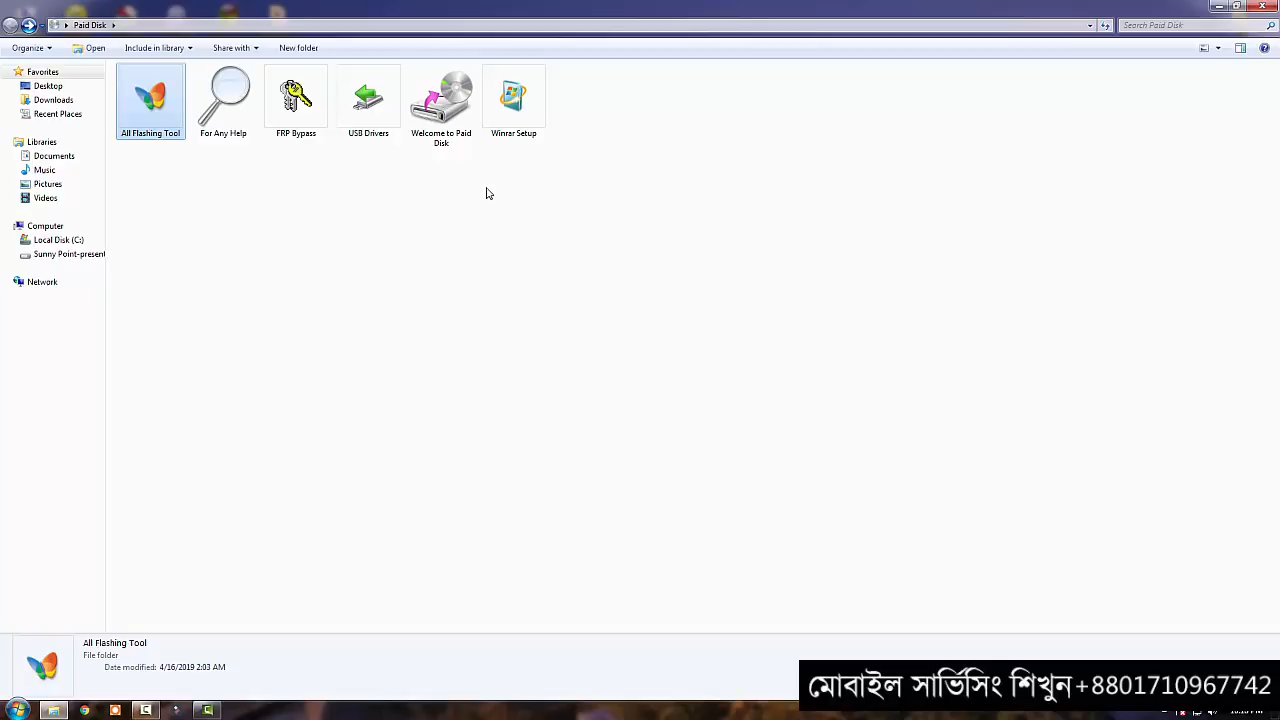 Paid Disk
Search Paid Disk
Organize
Open
Include in library
Share with
New folder
Favorites
Desktop
Downloads
Recent Places
Libraries
Documents
Music
Pictures
Videos
Computer
Local Disk (C:)
Sunny Point-present
Network
All Flashing Tool
For Any Help
FRP Bypass
USB Drivers
Welcome to Paid
Disk
Winrar Setup
All Flashing Tool
File folder
Date modified: 4/16/2019 2:03 AM
মোবাইল সার্ভিসিং শিখুন+8801710967742